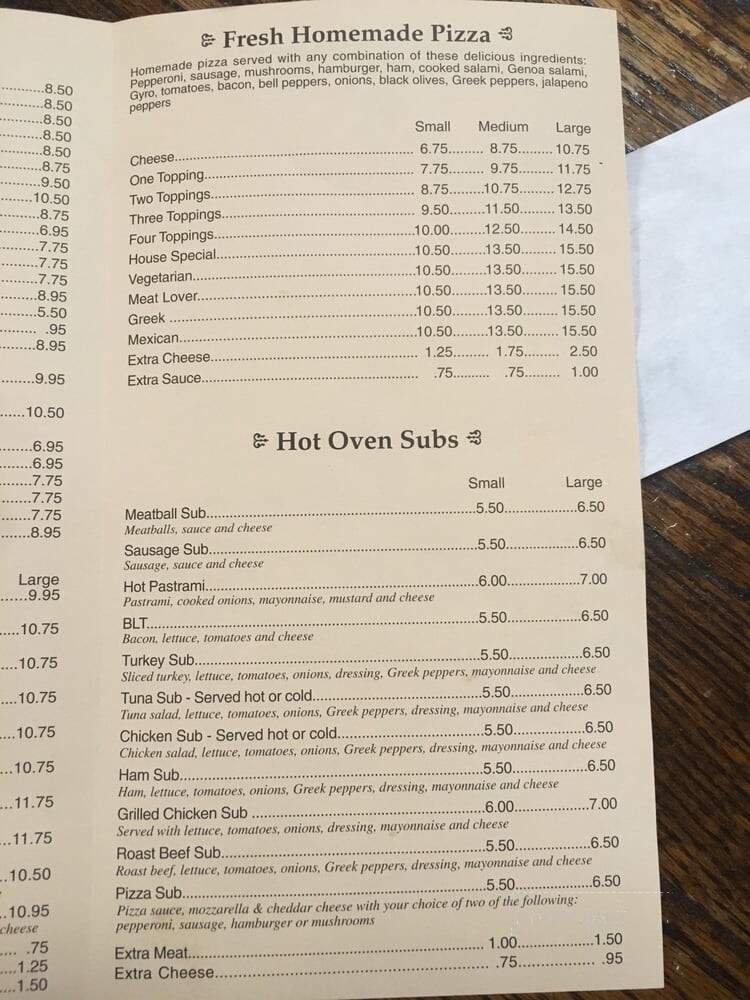 8.50
8.50
8.50
8.50
8.50
8.75
9.50
10.50
8.75
6.95
7.75
7.75
7.75
8.95
5.50
.95
8.95
9.95
10.50
6.95
6.95
7.75
7.75
7.75
8.95
Large
9.95
10.75
10.75
10.75
10.75
10.75
11.75
11.75
10.50
10.95
cheese
.75
1.25
1.50
Fresh Homemade Pizza
Homemade pizza served with any combination of these delicious ingredients:
Pepperoni, sausage, mushrooms, hamburger, ham, cooked salami, Genoa salami,
Gyro, tomatoes, bacon, bell peppers, onions, black olives, Greek peppers, jalapeno
peppers
Small Medium Large
Cheese 6.75 8.75 10.75
One Topping 7.75 9.75 11.75
Two Toppings 8.75 10.75 12.75
Three Toppings 9.50 11.50 13.50
Four Toppings 10.00 12.50 14.50
House Special 10.50 13.50 15.50
Vegetarian 10.50 13.50 15.50
Meat Lover 10.50 13.50 15.50
Greek 10.50 13.50 15.50
Mexican 10.50 13.50 15.50
Extra Cheese 1.25 1.75 2.50
Extra Sauce .75 .75 1.00
Hot Oven Subs
Small Large
Meatball Sub 5.50 6.50
Meatballs, sauce and cheese
Sausage Sub 5.50 6.50
Sausage, sauce and cheese
Hot Pastrami 6.00 7.00
Pastrami, cooked onions, mayonnaise, mustard and cheese
BLT 5.50 6.50
Bacon, lettuce, tomatoes and cheese
Turkey Sub 5.50 6.50
Sliced turkey, lettuce, tomatoes, onions, dressing, Greek peppers, mayonnaise and cheese
Tuna Sub - Served hot or cold 5.50 6.50
Tuna salad, lettuce, tomatoes, onions, Greek peppers, dressing, mayonnaise and cheese
Chicken Sub - Served hot or cold 5.50 6.50
Chicken salad, lettuce, tomatoes, onions, Greek peppers, dressing, mayonnaise and cheese
Ham Sub 5.50 6.50
Ham, lettuce, tomatoes, onions, Greek peppers, dressing, mayonnaise and cheese
Grilled Chicken Sub 6.00 7.00
Served with lettuce, tomatoes, onions, dressing, mayonnaise and cheese
Roast Beef Sub 5.50 6.50
Roast beef, lettuce, tomatoes, onions, Greek peppers, dressing, mayonnaise and cheese
Pizza Sub 5.50 6.50
Pizza sauce, mozzarella & cheddar cheese with your choice of two of the following:
pepperoni, sausage, hamburger or mushrooms
Extra Meat 1.00 1.50
Extra Cheese .75 .95